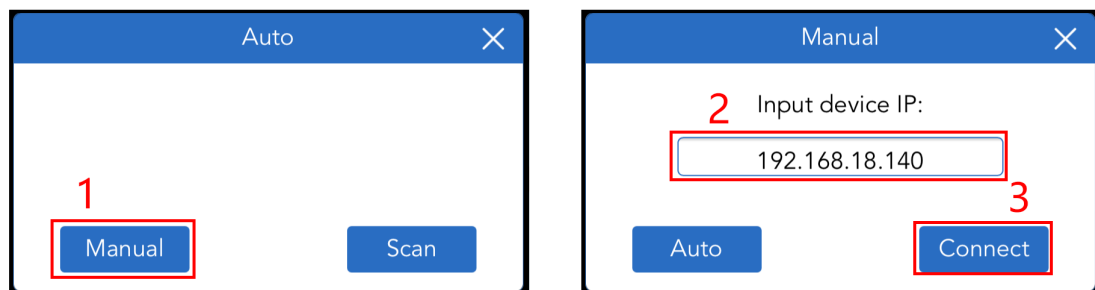 Auto
1
Manual
Scan
Manual
2
Input device IP:
192.168.18.140
3
Auto
Connect